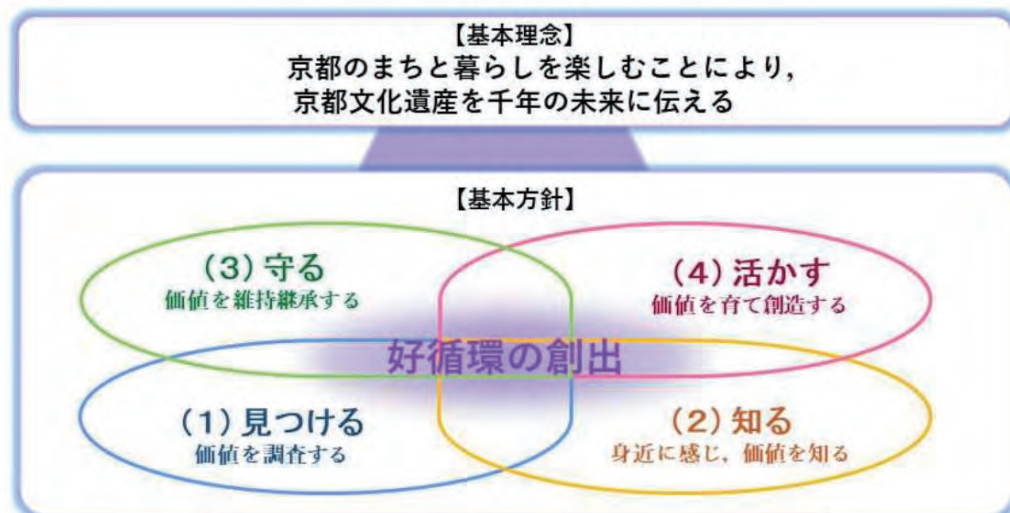 【基本理念】
京都のまちと暮らしを楽しむことにより,
京都文化遺産を千年の未来に伝える
【基本方針】
(3) 守る
価値を維持継承する
(4) 活かす
価値を育て創造する
好循環の創出
(1) 見つける
価値を調査する
(2) 知る
身近に感じ,価値を知る